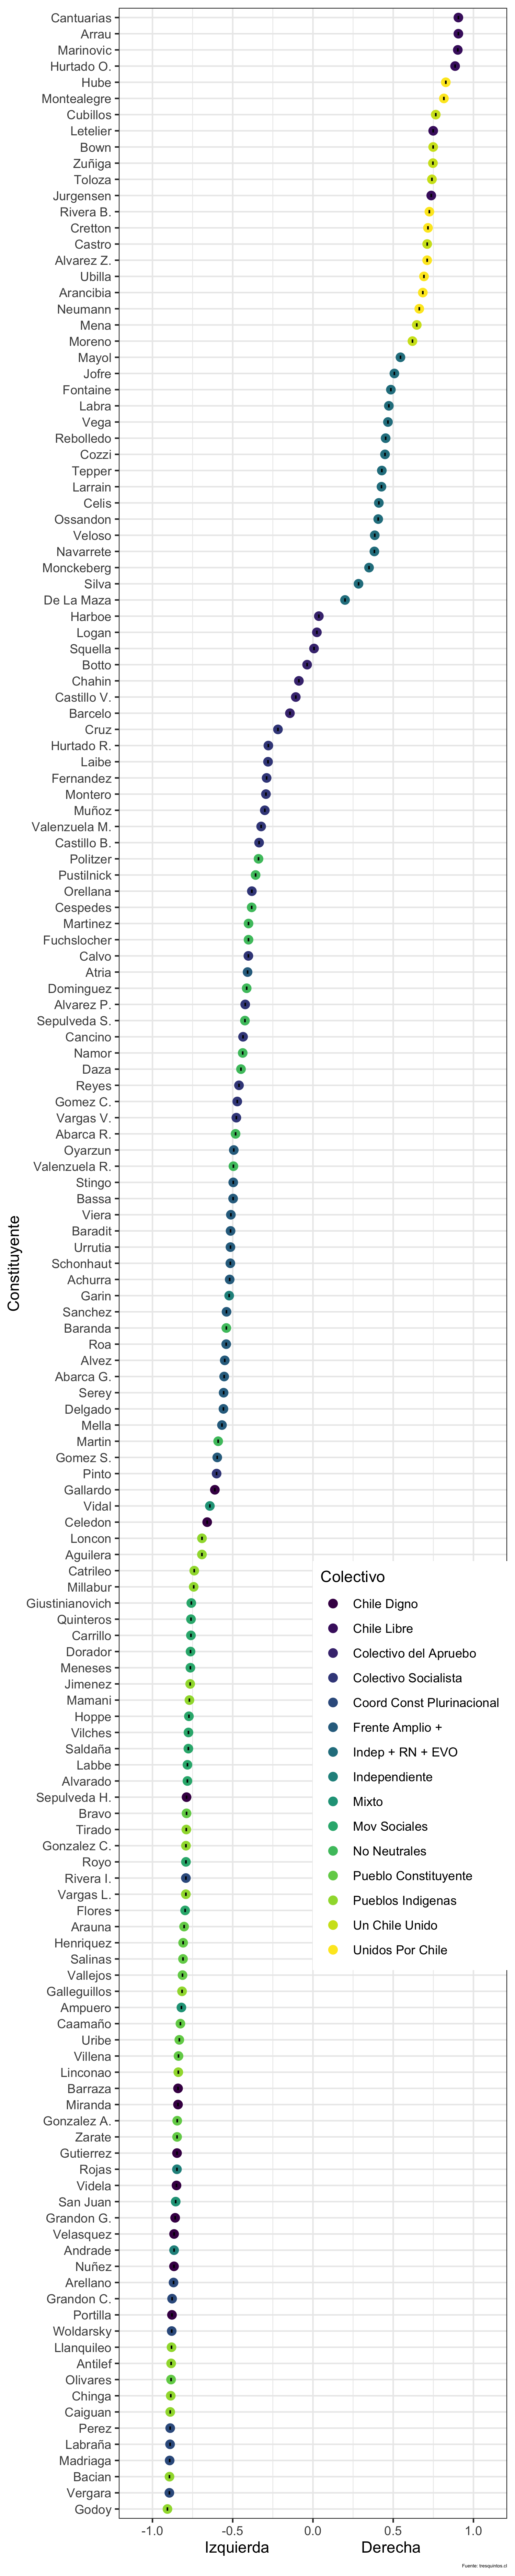 Cantuarias
Arrau
Marinovic
Hurtado O.
Hube
Montealegre
Cubillos
Letelier
Bown
Zuñiga
Toloza
Jurgensen
Rivera B.
Cretton
Castro
Alvarez Z.
Ubilla
Arancibia
Neumann
Mena
Moreno
Mayol
Jofre
Fontaine
Labra
Vega
Rebolledo
Cozzi
Tepper
Larrain
Celis
Ossandon
Veloso
Navarrete
Monckeberg
Silva
De La Maza
Harboe
Logan
Squella
Botto
Chahin
Castillo V.
Barcelo
Cruz
Hurtado R.
Laibe
Fernandez
Montero
Muñoz
Valenzuela M.
Castillo B.
Politzer
Pustilnick
Orellana
Cespedes
Martinez
Fuchslocher
Calvo
Atria
Dominguez
Alvarez P.
Sepulveda S.
Cancino
Namor
Daza
Reyes
Gomez C.
Vargas V.
Abarca R.
Oyarzun
Valenzuela R.
Stingo
Bassa
Viera
Baradit
Urrutia
Schonhaut
Achurra
Garin
Sanchez
Baranda
Roa
Alvez
Abarca G.
Serey
Delgado
Mella
Martin
Gomez S.
Pinto
Gallardo
Vidal
Celedon
Loncon
Aguilera
Catrileo
Millabur
Giustinianovich
Quinteros
Carrillo
Dorador
Meneses
Jimenez
Mamani
Hoppe
Vilches
Saldaña
Labbe
Alvarado
Sepulveda H.
Bravo
Tirado
Gonzalez C.
Royo
Rivera I.
Vargas L.
Flores
Arauna
Henriquez
Salinas
Vallejos
Galleguillos
Ampuero
Caamaño
Uribe
Villena
Linconao
Barraza
Miranda
Gonzalez A.
Zarate
Gutierrez
Rojas
Videla
San Juan
Grandon G.
Velasquez
Andrade
Nuñez
Arellano
Grandon C.
Portilla
Woldarsky
Llanquileo
Antilef
Olivares
Chinga
Caiguan
Perez
Labraña
Madriaga
Bacian
Vergara
Godoy
Constituyente
Colectivo
Chile Digno
Chile Libre
Colectivo del Apruebo
Colectivo Socialista
Coord Const Plurinacional
Frente Amplio +
Indep + RN + EVO
Independiente
Mixto
Mov Sociales
No Neutrales
Pueblo Constituyente
Pueblos Indigenas
Un Chile Unido
Unidos Por Chile
-1.0 -0.5 0.0 0.5 1.0
Izquierda Derecha
Fuente: tresquintos.cl